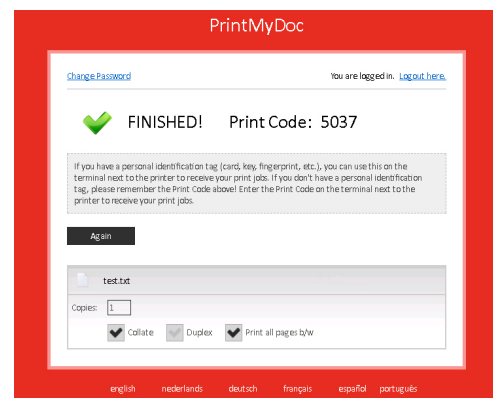 PrintMyDoc
Change Password
You are logged in. Logout here.
FINISHED! Print Code: 5037
If you have a personal identification tag (card, key, fingerprint, etc.), you can use this on the
terminal next to the printer to receive your print jobs. If you don't have a personal identification
tag, please remember the Print Code above! Enter the Print Code on the terminal next to the
printer to receive your print jobs.
Again
test.txt
Copies: 1
Collate Duplex Print all pages b/w
english nederlands deutsch français español português